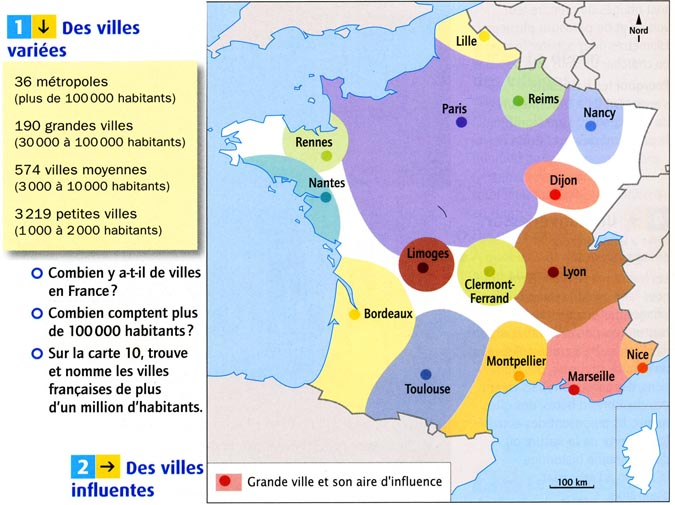 1 ↓ Des villes
variées
36 métropoles
(plus de 100 000 habitants)
190 grandes villes
(30 000 à 100 000 habitants)
574 villes moyennes
(3 000 à 10 000 habitants)
3 219 petites villes
(1 000 à 2 000 habitants)
Combien y a-t-il de villes
en France ?
Combien comptent plus
de 100 000 habitants ?
Sur la carte 10, trouve
et nomme les villes
françaises de plus
d'un million d'habitants.
2 → Des villes
influentes
Nord
Lille
Reims
Paris
Nancy
Rennes
Nantes
Dijon
Limoges
Clermont-
Ferrand
Lyon
Bordeaux
Toulouse
Montpellier
Nice
Marseille
Grande ville et son aire d'influence
100 km